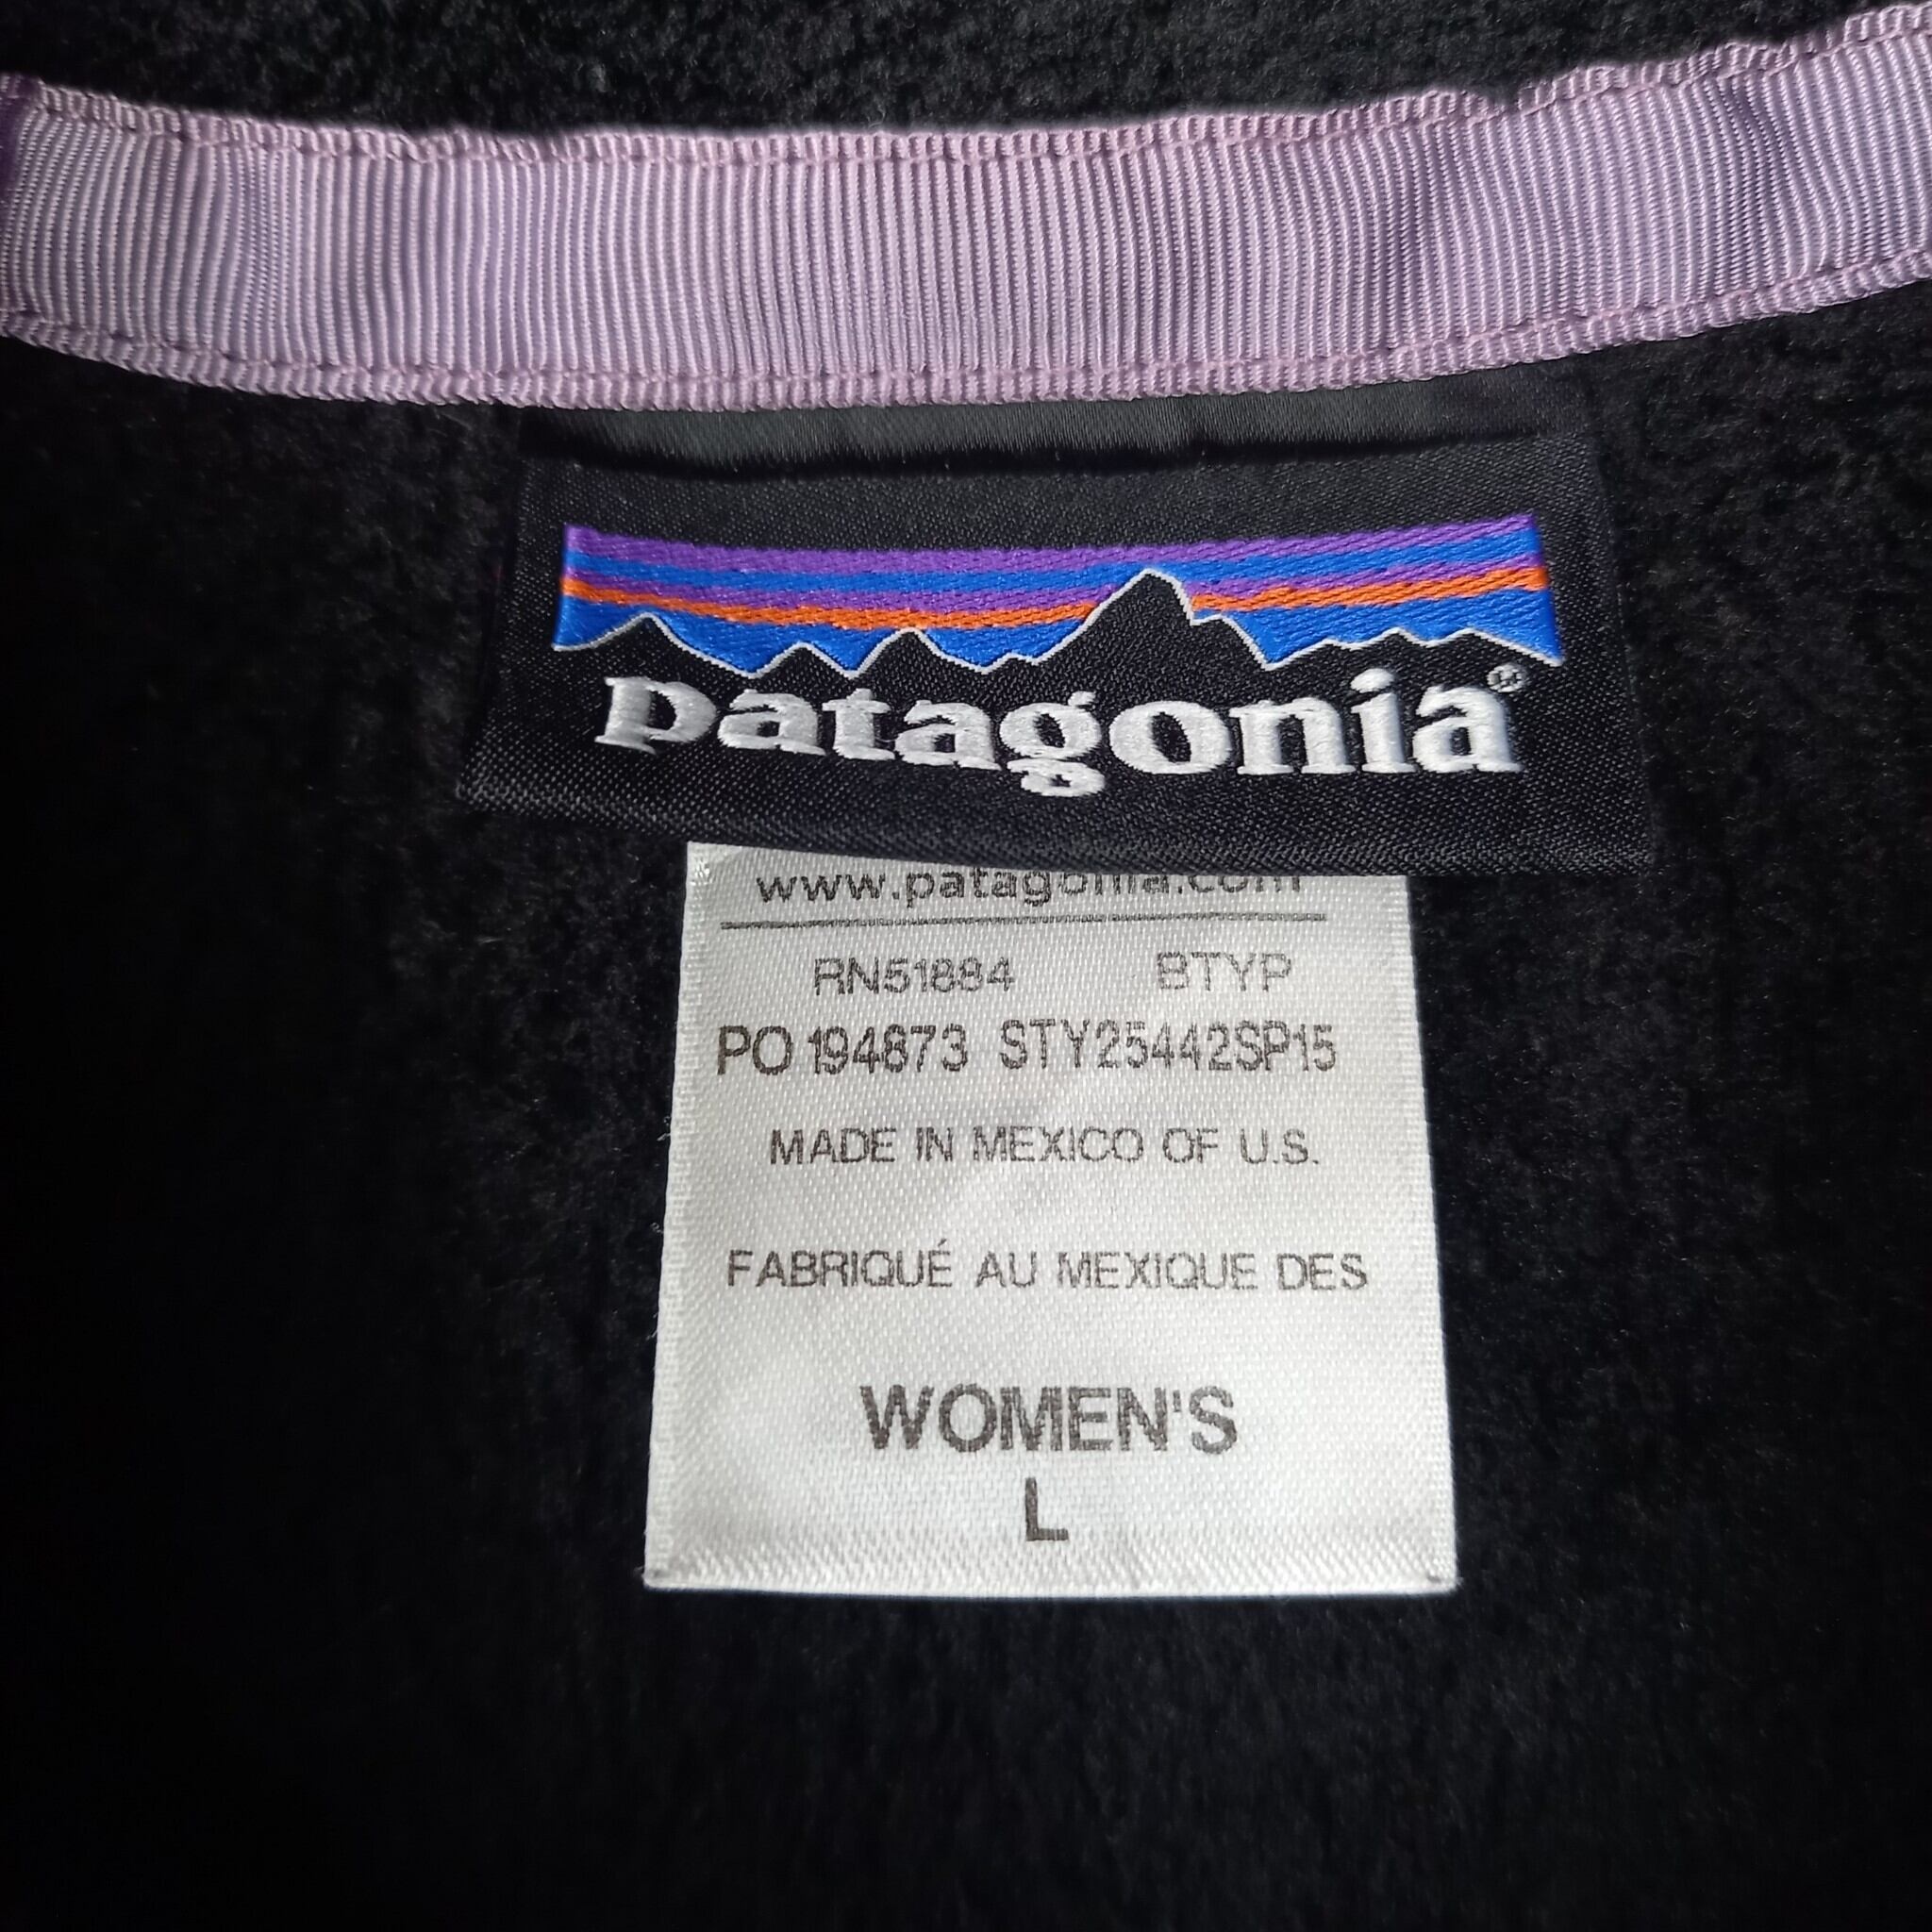 patagonia®
www.patagonia.com
RN51884 BTYP
PO 194873 STY25442SP15
MADE IN MEXICO OF U.S.
FABRIQUÉ AU MEXIQUE DES
WOMEN'S
L